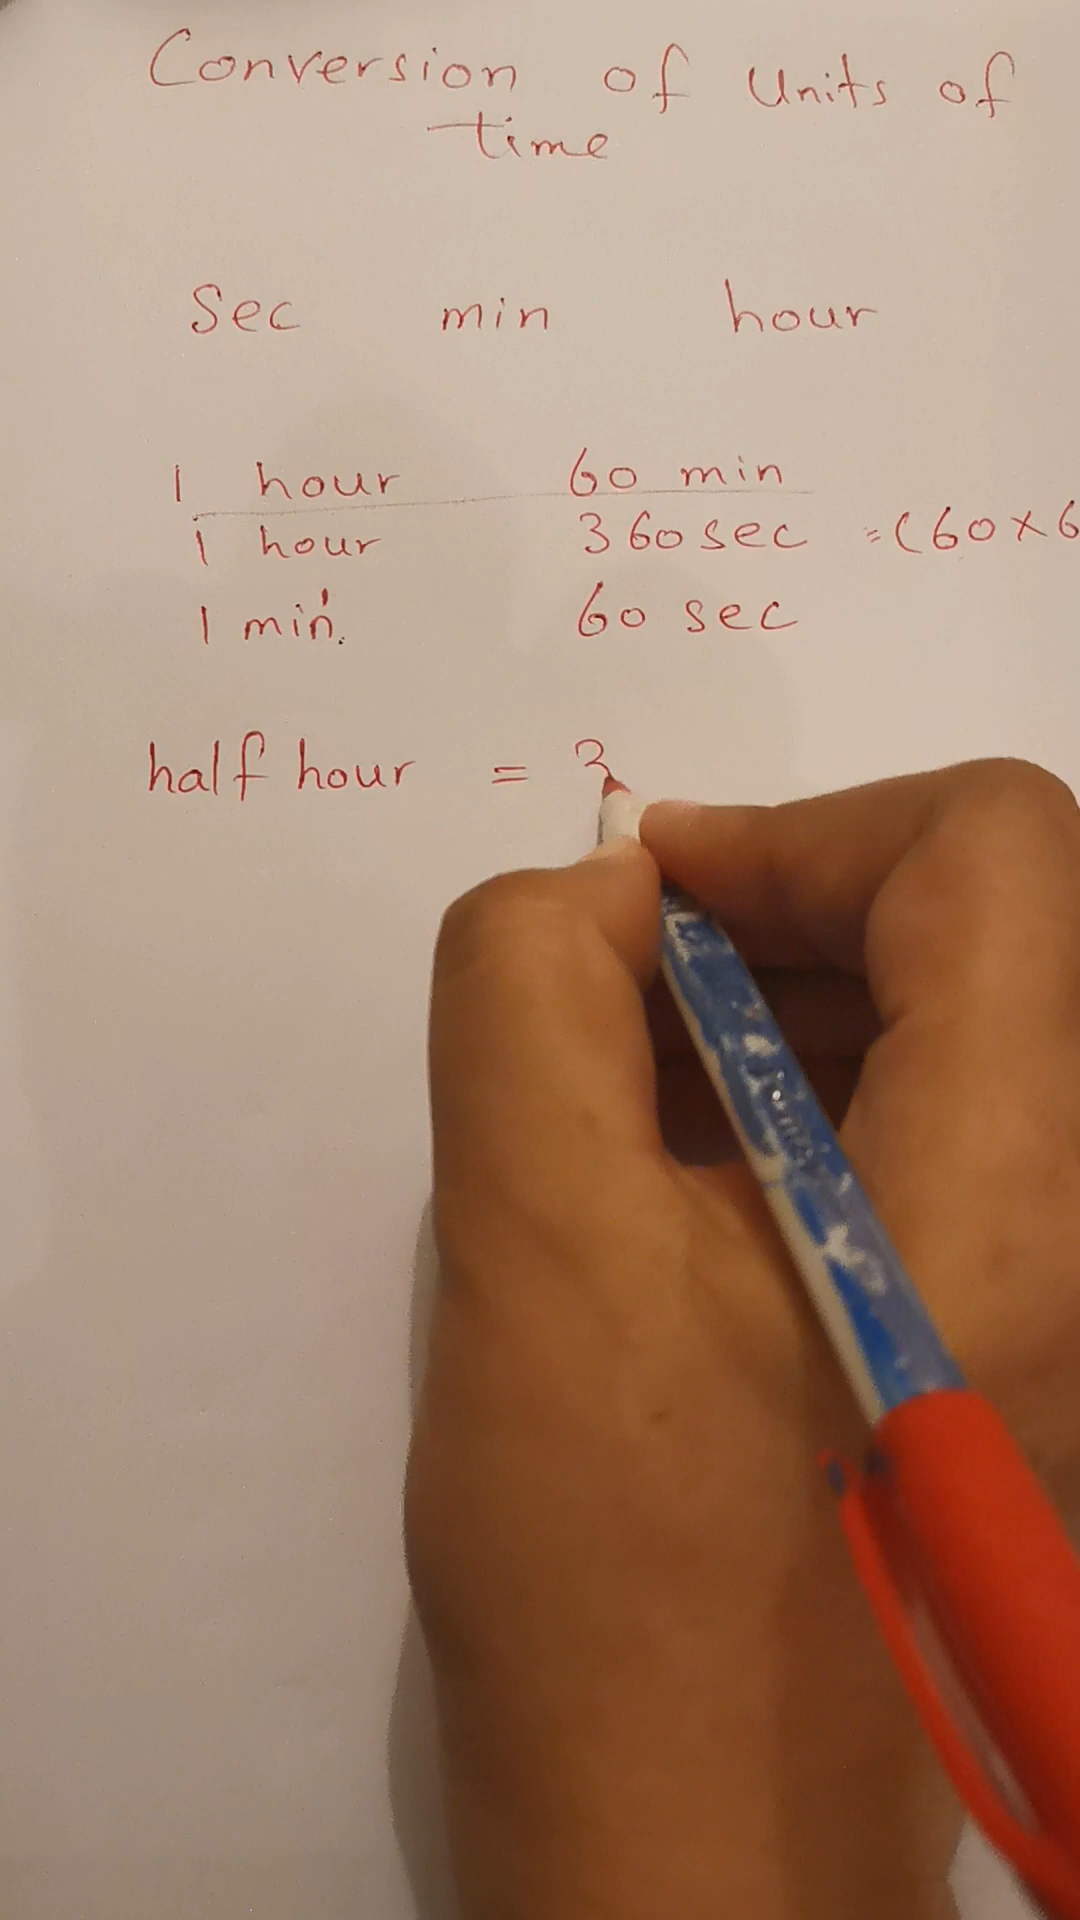 Conversion of Units of
time
Sec min hour
1 hour 60 min
1 hour 360 sec = (60 x 6
1 min. 60 sec
half hour = 3